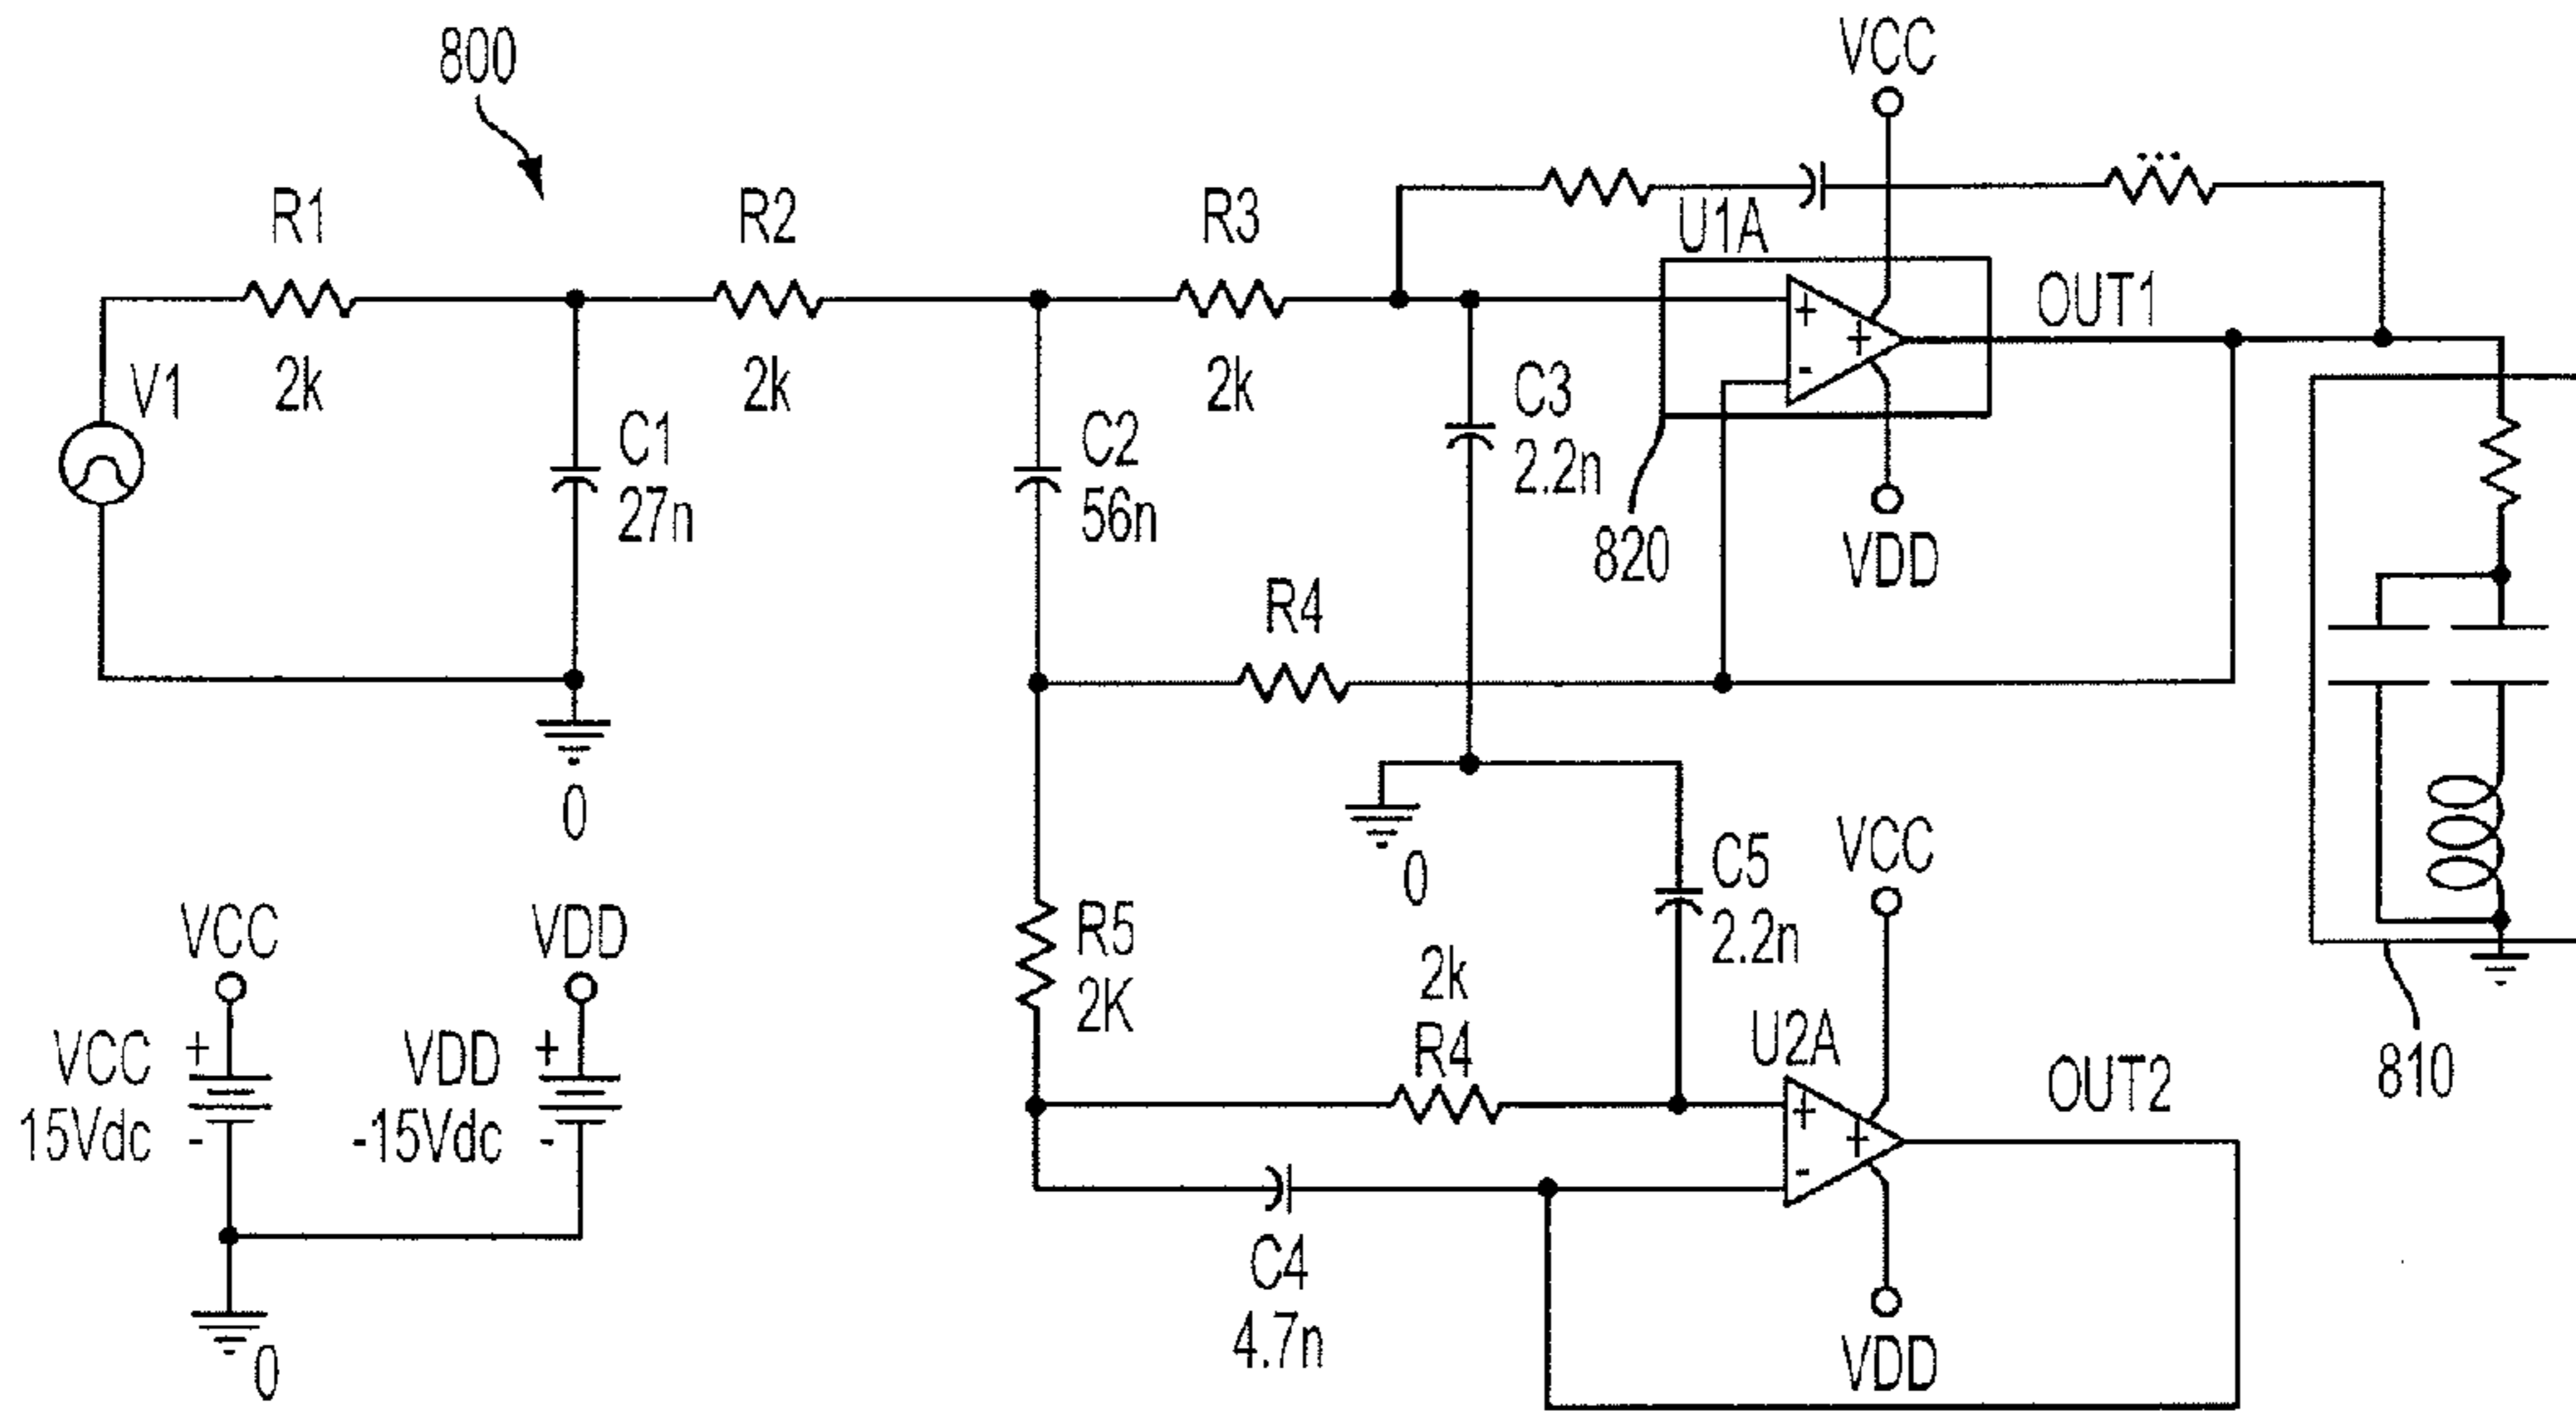 800
VCC
R1
R2
R3
U1A
OUT1
V1
2k
2k
2k
+
+
-
C1
27n
C2
56n
C3
2.2n
820
VDD
R4
0
0
VCC
VDD
R5
2K
C5
2.2n
VCC
VCC
15Vdc
+
-
VDD
-15Vdc
+
-
2k
R4
U2A
+
+
-
OUT2
810
C4
4.7n
VDD
0